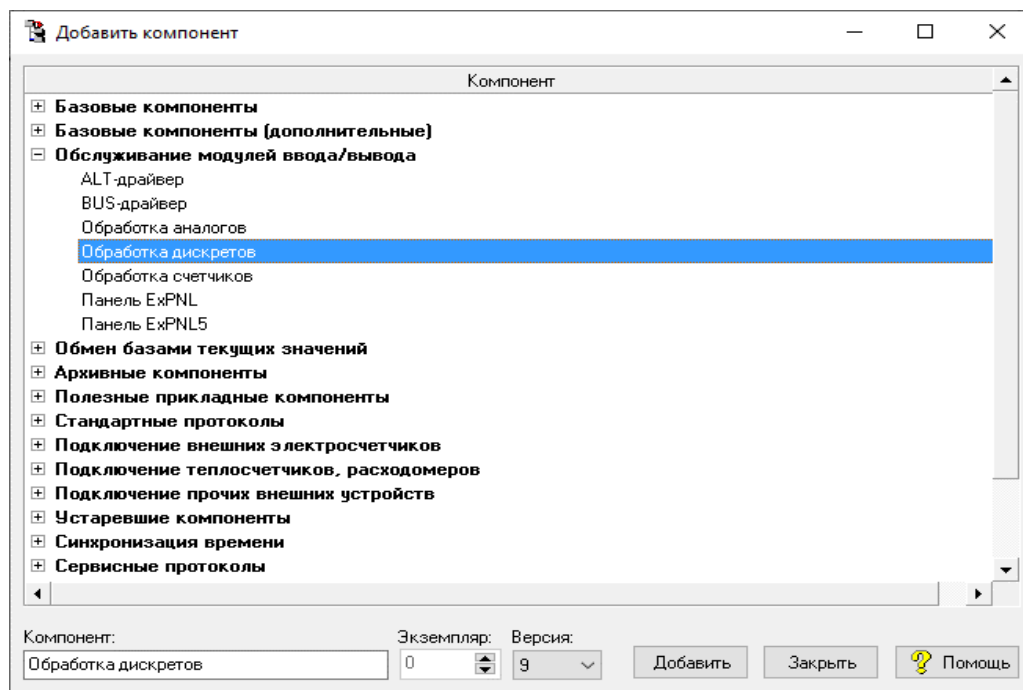 Добавить компонент
Компонент
Базовые компоненты
Базовые компоненты (дополнительные)
Обслуживание модулей ввода/вывода
ALT-драйвер
BUS-драйвер
Обработка аналогов
Обработка дискретов
Обработка счетчиков
Панель ExPNL
Панель ExPNL5
Обмен базами текущих значений
Архивные компоненты
Полезные прикладные компоненты
Стандартные протоколы
Подключение внешних электросчетчиков
Подключение теплосчетчиков, расходомеров
Подключение прочих внешних устройств
Устаревшие компоненты
Синхронизация времени
Сервисные протоколы
Компонент: Экземпляр: Версия:
Обработка дискретов 0 9 Добавить Закрыть Помощь